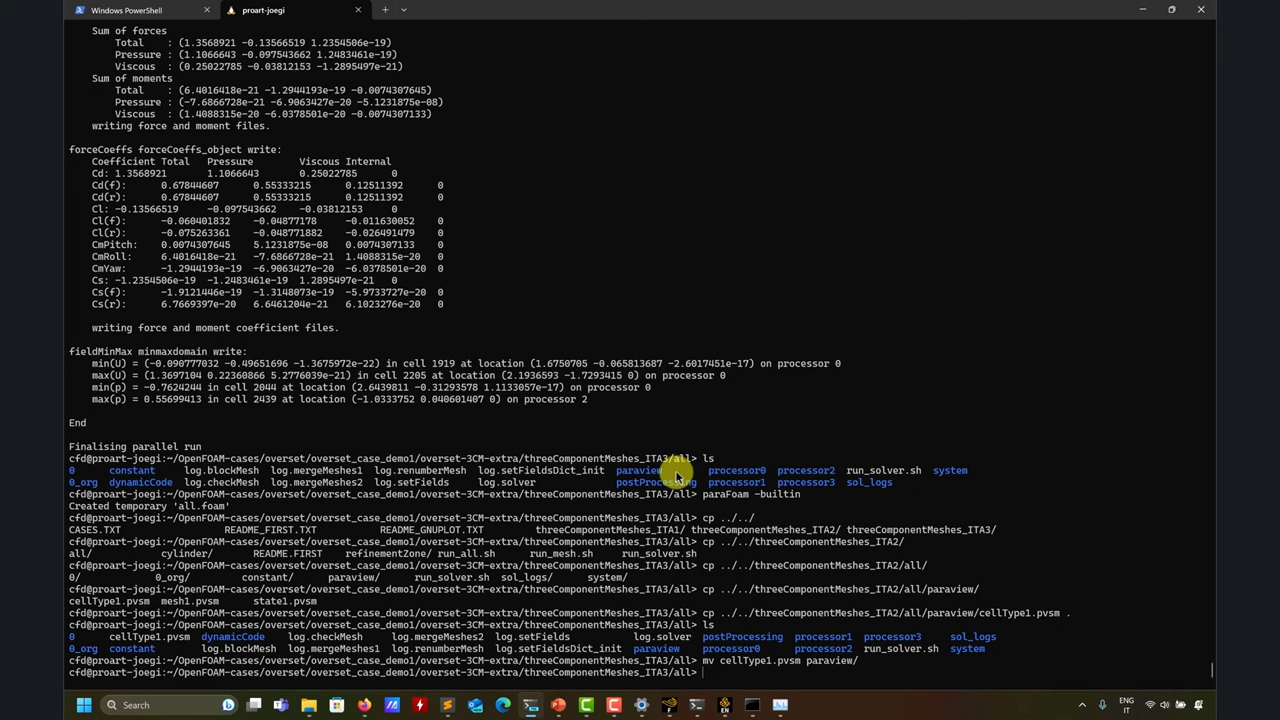 Windows PowerShell
proart-joegi
Sum of forces
Total : (1.3568921 -0.13566519 1.2354506e-19)
Pressure : (1.1066643 -0.097543662 1.2483461e-19)
Viscous : (0.25022785 -0.03812153 -1.2895497e-21)
Sum of moments
Total : (6.4016418e-21 -1.2944193e-19 -0.0074307645)
Pressure : (-7.6866728e-21 -6.9063427e-20 -5.1231875e-08)
Viscous : (1.4088315e-20 -6.0378501e-20 -0.0074307133)
writing force and moment files.
forceCoeffs forceCoeffs_object write:
Coefficient Total Pressure Viscous Internal
Cd: 1.3568921 1.1066643 0.25022785 0
Cd(f): 0.67844607 0.55333215 0.12511392 0
Cd(r): 0.67844607 0.55333215 0.12511392 0
Cl: -0.13566519 -0.097543662 -0.03812153 0
Cl(f): -0.060401832 -0.04877178 -0.011630052 0
Cl(r): -0.075263361 -0.048771882 -0.026491479 0
CmPitch: 0.0074307645 5.1231875e-08 0.0074307133 0
CmRoll: 6.4016418e-21 -7.6866728e-21 1.4088315e-20 0
CmYaw: -1.2944193e-19 -6.9063427e-20 -6.0378501e-20 0
Cs: -1.2354506e-19 -1.2483461e-19 1.2895497e-21 0
Cs(f): -1.9121446e-19 -1.3148073e-19 -5.9733727e-20 0
Cs(r): 6.7669397e-20 6.6461204e-21 6.1023276e-20 0
writing force and moment coefficient files.
fieldMinMax minmaxdomain write:
min(U) = (-0.090777032 -0.49651696 -1.3675972e-22) in cell 1919 at location (1.6750705 -0.065813687 -2.6017451e-17) on processor 0
max(U) = (1.3697104 0.22360866 5.2776039e-21) in cell 2205 at location (2.1936593 -1.7293415 0) on processor 0
min(p) = -0.7624244 in cell 2044 at location (2.6439811 -0.31293578 1.1133057e-17) on processor 0
max(p) = 0.55699413 in cell 2439 at location (-1.0333752 0.040601407 0) on processor 2
End
Finalising parallel run
cfd@proart-joegi:~/OpenFOAM-cases/overset_case_demo1/overset-3CM-extra/threeComponentMeshes_ITA3/all> ls
0 constant log.blockMesh log.mergeMeshes1 log.renumberMesh log.setFieldsDict_init paraview processor0 processor2 run_solver.sh system
0_org dynamicCode log.checkMesh log.mergeMeshes2 log.setFields log.solver postProcessing processor1 processor3 sol_logs
cfd@proart-joegi:~/OpenFOAM-cases/overset_case_demo1/overset-3CM-extra/threeComponentMeshes_ITA3/all> paraFoam -builtin
Created temporary 'all.foam'
cfd@proart-joegi:~/OpenFOAM-cases/overset_case_demo1/overset-3CM-extra/threeComponentMeshes_ITA3/all> cp ../../
CASES.TXT README_FIRST.TXT README_GNUPLOT.TXT threeComponentMeshes_ITA1/ threeComponentMeshes_ITA2/ threeComponentMeshes_ITA3/
cfd@proart-joegi:~/OpenFOAM-cases/overset_case_demo1/overset-3CM-extra/threeComponentMeshes_ITA3/all> cp ../../threeComponentMeshes_ITA2/
all/ cylinder/ README.FIRST refinementZone/ run_all.sh run_mesh.sh run_solver.sh
cfd@proart-joegi:~/OpenFOAM-cases/overset_case_demo1/overset-3CM-extra/threeComponentMeshes_ITA3/all> cp ../../threeComponentMeshes_ITA2/all/
0/ 0_org/ constant/ paraview/ run_solver.sh sol_logs/ system/
cfd@proart-joegi:~/OpenFOAM-cases/overset_case_demo1/overset-3CM-extra/threeComponentMeshes_ITA3/all> cp ../../threeComponentMeshes_ITA2/all/paraview/
cellType1.pvsm mesh1.pvsm state1.pvsm
cfd@proart-joegi:~/OpenFOAM-cases/overset_case_demo1/overset-3CM-extra/threeComponentMeshes_ITA3/all> cp ../../threeComponentMeshes_ITA2/all/paraview/cellType1.pvsm .
cfd@proart-joegi:~/OpenFOAM-cases/overset_case_demo1/overset-3CM-extra/threeComponentMeshes_ITA3/all> ls
0 cellType1.pvsm dynamicCode log.checkMesh log.mergeMeshes2 log.setFields log.solver postProcessing processor1 processor3 sol_logs
0_org constant log.blockMesh log.mergeMeshes1 log.renumberMesh log.setFieldsDict_init paraview processor0 processor2 run_solver.sh system
cfd@proart-joegi:~/OpenFOAM-cases/overset_case_demo1/overset-3CM-extra/threeComponentMeshes_ITA3/all> mv cellType1.pvsm paraview/
cfd@proart-joegi:~/OpenFOAM-cases/overset_case_demo1/overset-3CM-extra/threeComponentMeshes_ITA3/all>
Search
ENG
IT